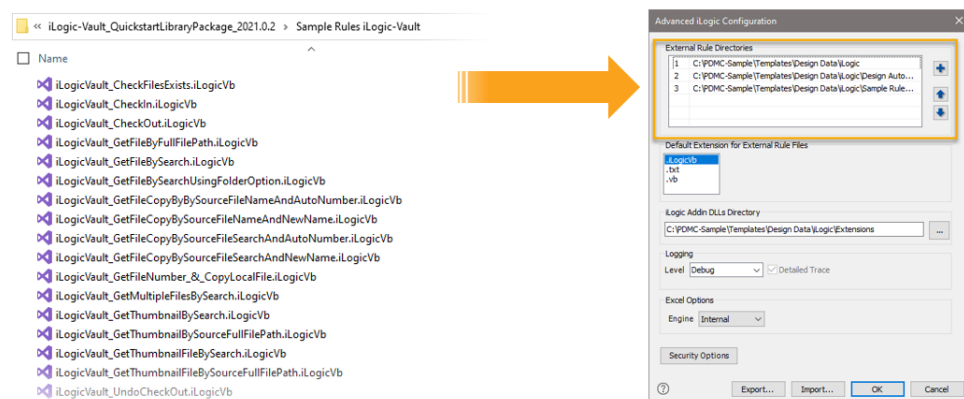 « iLogic-Vault_QuickstartLibraryPackage_2021.0.2 › Sample Rules iLogic-Vault
Name
iLogicVault_CheckFilesExists.iLogicVb
iLogicVault_CheckIn.iLogicVb
iLogicVault_CheckOut.iLogicVb
iLogicVault_GetFileByFullFilePath.iLogicVb
iLogicVault_GetFileBySearch.iLogicVb
iLogicVault_GetFileBySearchUsingFolderOption.iLogicVb
iLogicVault_GetFileCopyByBySourceFileNameAndAutoNumber.iLogicVb
iLogicVault_GetFileCopyBySourceFileNameAndNewName.iLogicVb
iLogicVault_GetFileCopyBySourceFileSearchAndAutoNumber.iLogicVb
iLogicVault_GetFileCopyBySourceFileSearchAndNewName.iLogicVb
iLogicVault_GetFileNumber_&_CopyLocalFile.iLogicVb
iLogicVault_GetMultipleFilesBySearch.iLogicVb
iLogicVault_GetThumbnailBySearch.iLogicVb
iLogicVault_GetThumbnailBySourceFullFilePath.iLogicVb
iLogicVault_GetThumbnailFileBySearch.iLogicVb
iLogicVault_GetThumbnailFileBySourceFullFilePath.iLogicVb
iLogicVault_UndoCheckOut.iLogicVb
Advanced iLogic Configuration
External Rule Directories
1 C:\PDMC-Sample\Templates\Design Data\Logic
2 C:\PDMC-Sample\Templates\Design Data\Logic\Design Auto...
3 C:\PDMC-Sample\Templates\Design Data\Logic\Sample Rule...
Default Extension for External Rule Files
.iLogicVb
.txt
.vb
iLogic Addin DLLs Directory
C:\PDMC-Sample\Templates\Design Data\Logic\Extensions
...
Logging
Level Debug Detailed Trace
Excel Options
Engine Internal
Security Options
? Export... Import... OK Cancel